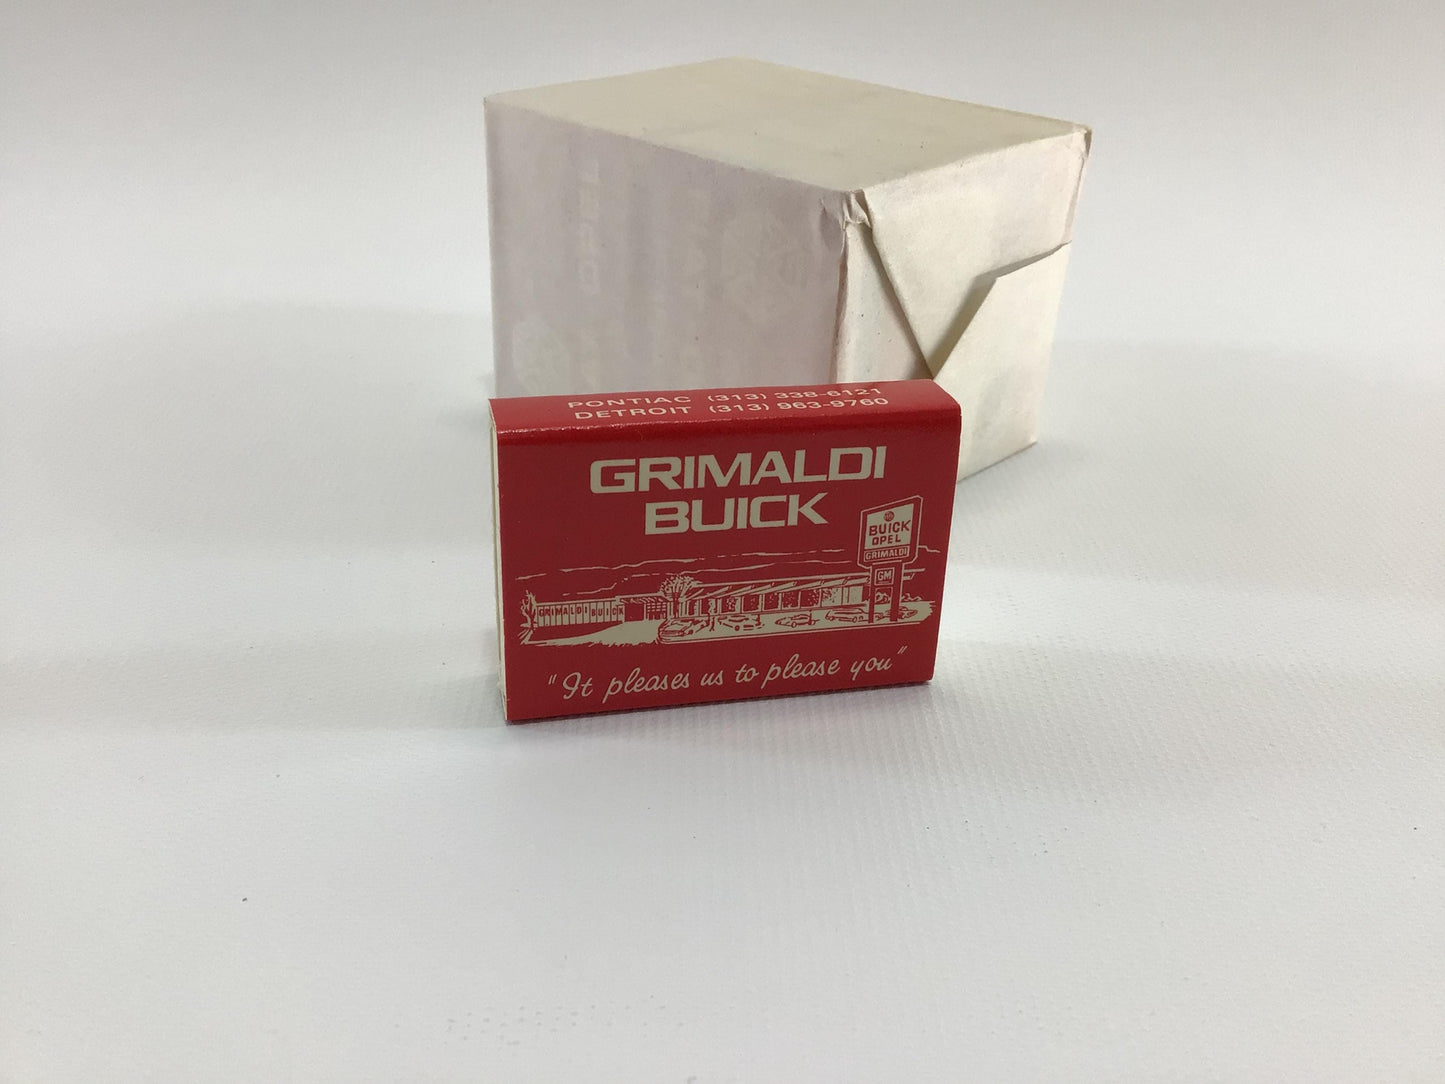 PONTIAC (313) 338-6121
DETROIT (313) 963-9760
GRIMALDI
BUICK
BUICK
OPEL
GRIMALDI
GM
GRIMALDI BUICK
"It pleases us to please you"